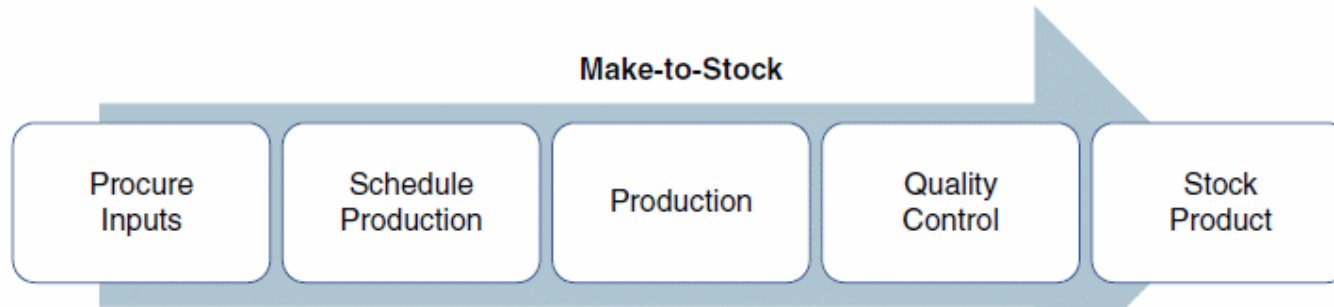 Make-to-Stock
Procure
Inputs
Schedule
Production
Production
Quality
Control
Stock
Product